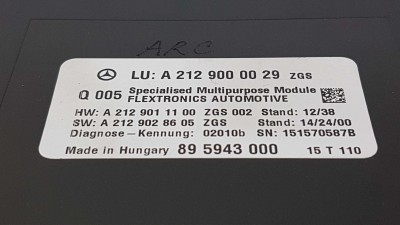 ARC
LU: A 212 900 00 29 ZGS
Q 005 Specialised Multipurpose Module
FLEXTRONICS AUTOMOTIVE
HW: A 212 901 11 00 ZGS 002 Stand: 12/38
SW: A 212 902 86 05 ZGS Stand: 14/24/00
Diagnose - Kennung: 02010b SN: 151570587B
Made in Hungary 89 5943 000 15 T 110